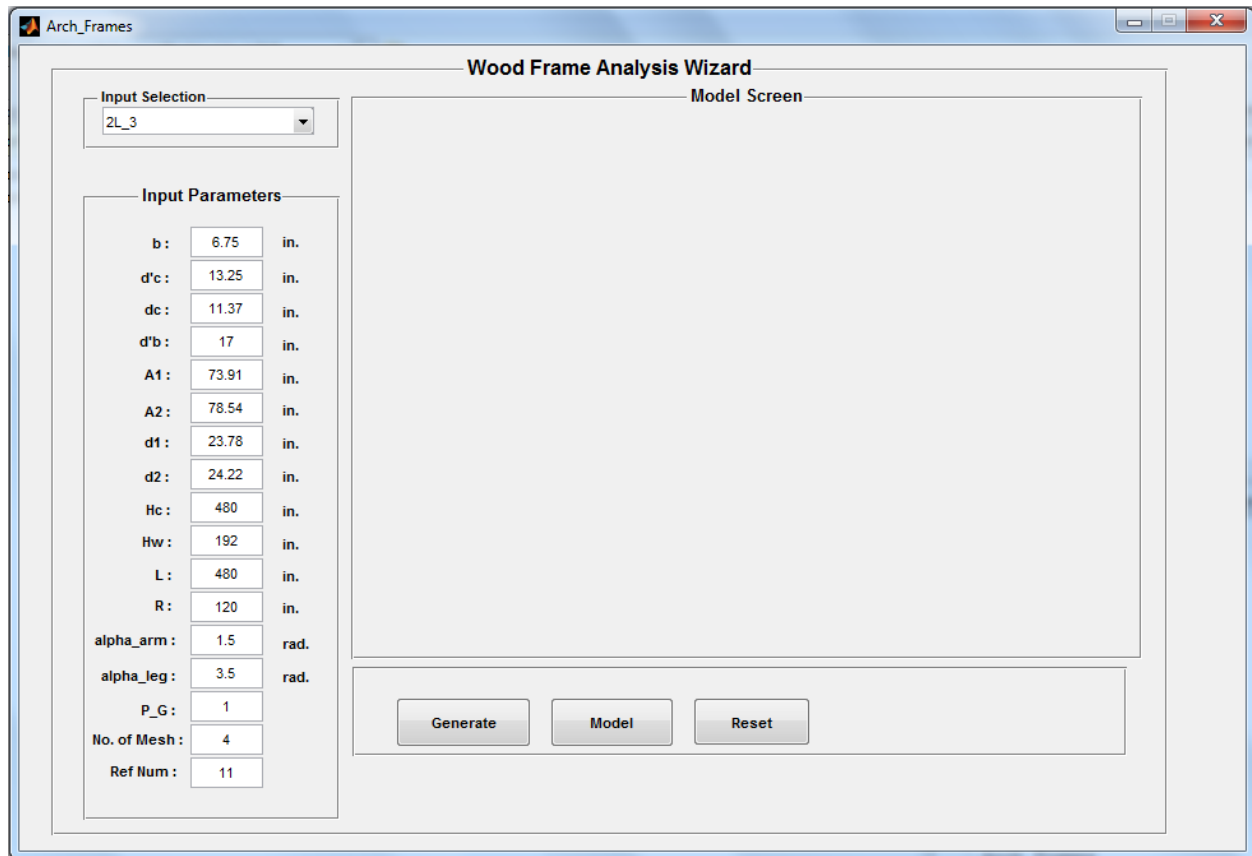 Arch_Frames
Wood Frame Analysis Wizard
Input Selection
2L_3
Model Screen
Input Parameters
b : 6.75 in.
d'c : 13.25 in.
dc : 11.37 in.
d'b : 17 in.
A1 : 73.91 in.
A2 : 78.54 in.
d1 : 23.78 in.
d2 : 24.22 in.
Hc : 480 in.
Hw : 192 in.
L : 480 in.
R : 120 in.
alpha_arm : 1.5 rad.
alpha_leg : 3.5 rad.
P_G : 1
No. of Mesh : 4
Ref Num : 11
Generate Model Reset